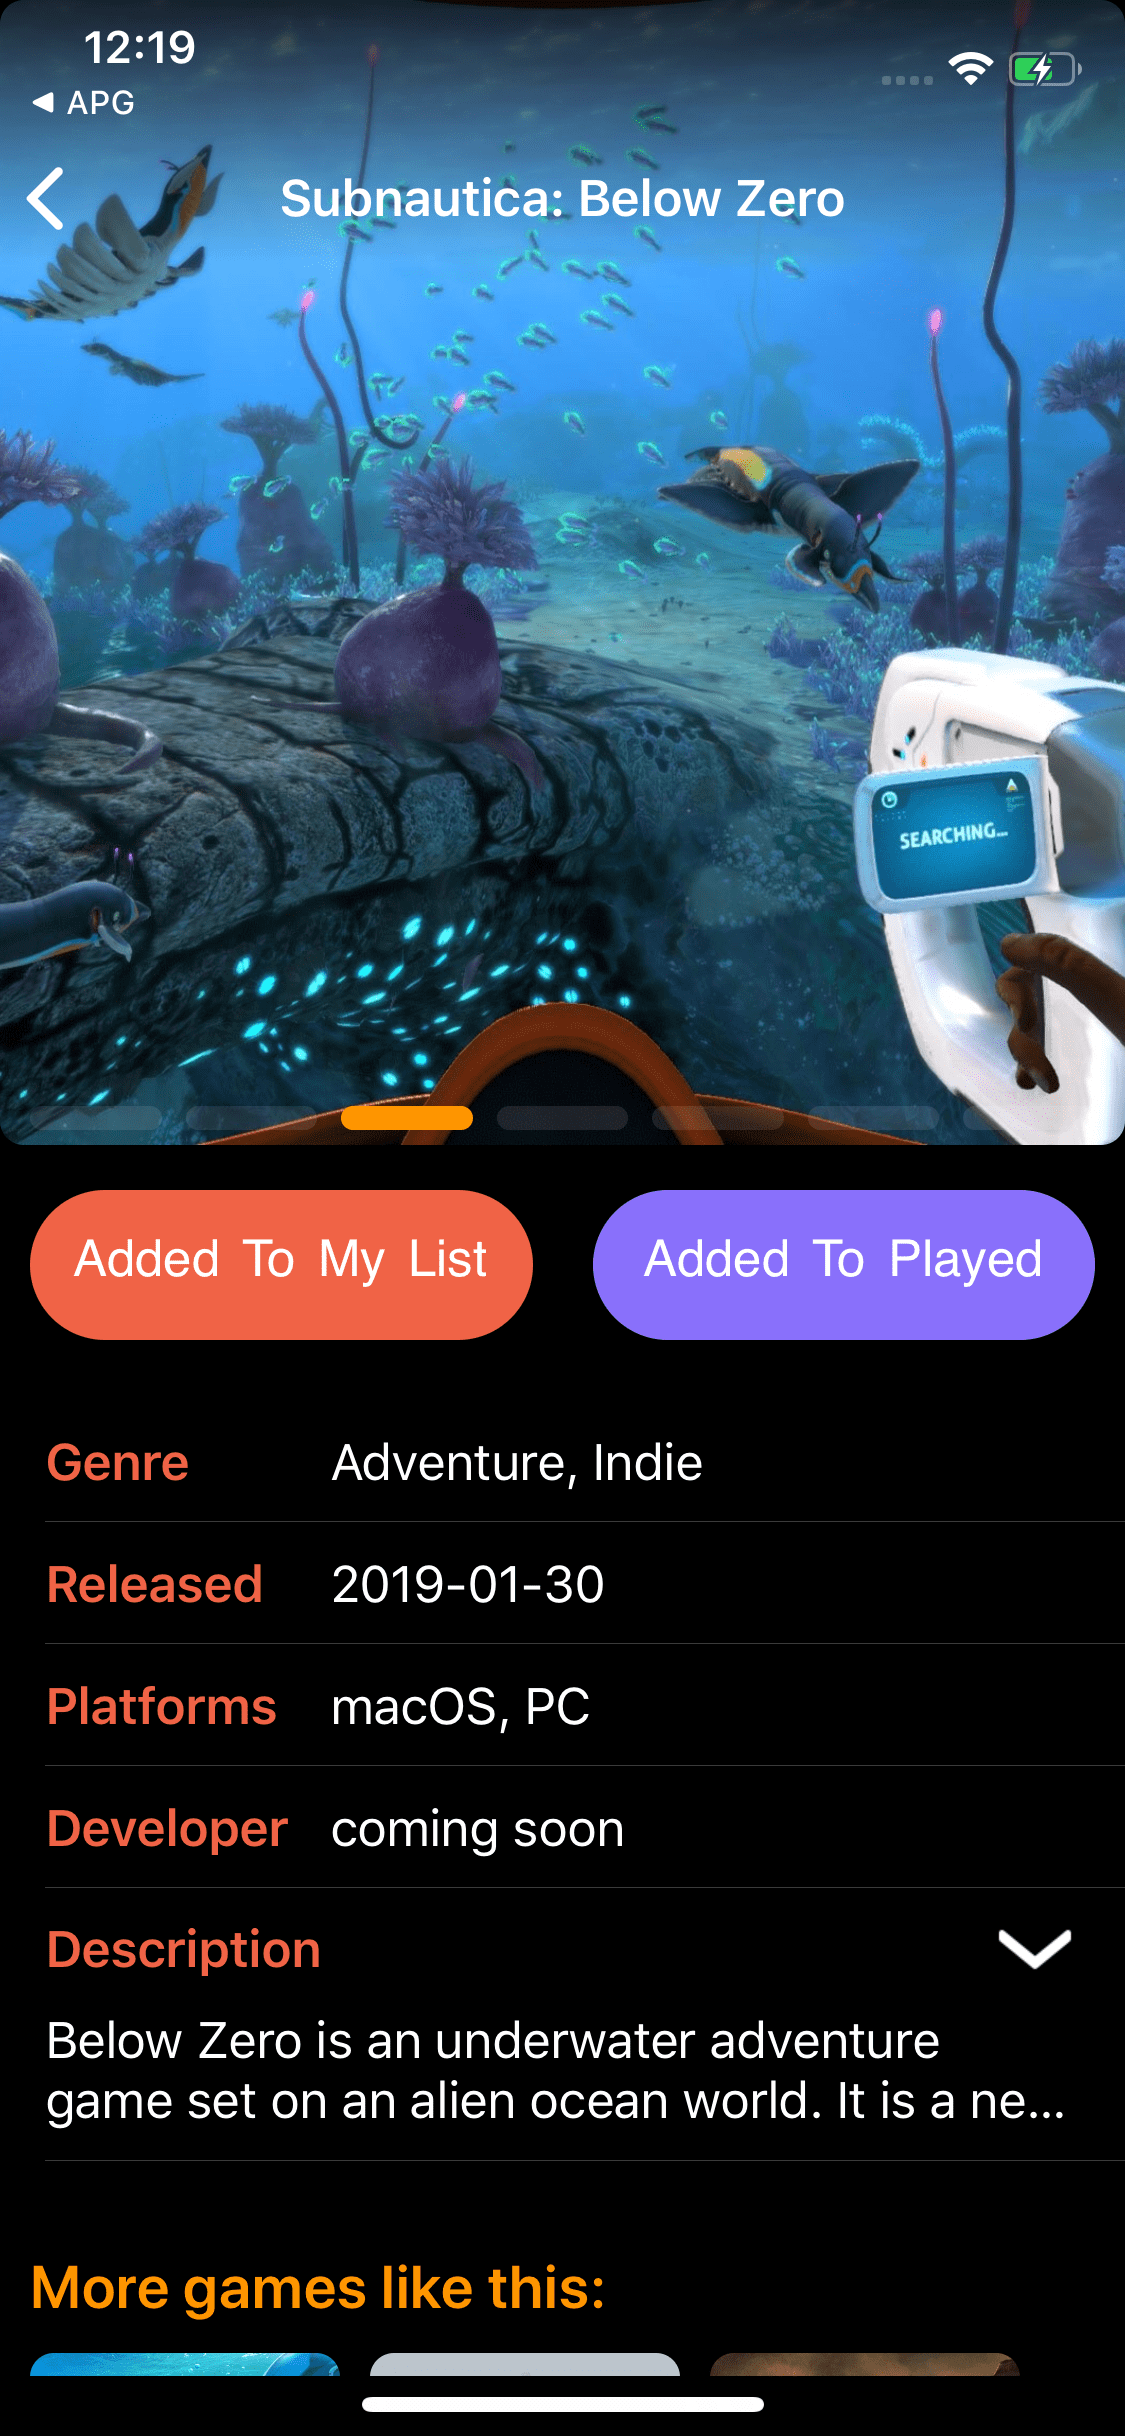 12:19
◀ APG
Subnautica: Below Zero
SEARCHING...
Added To My List
Added To Played
Genre
Adventure, Indie
Released
2019-01-30
Platforms
macOS, PC
Developer
coming soon
Description
Below Zero is an underwater adventure
game set on an alien ocean world. It is a ne...
More games like this: